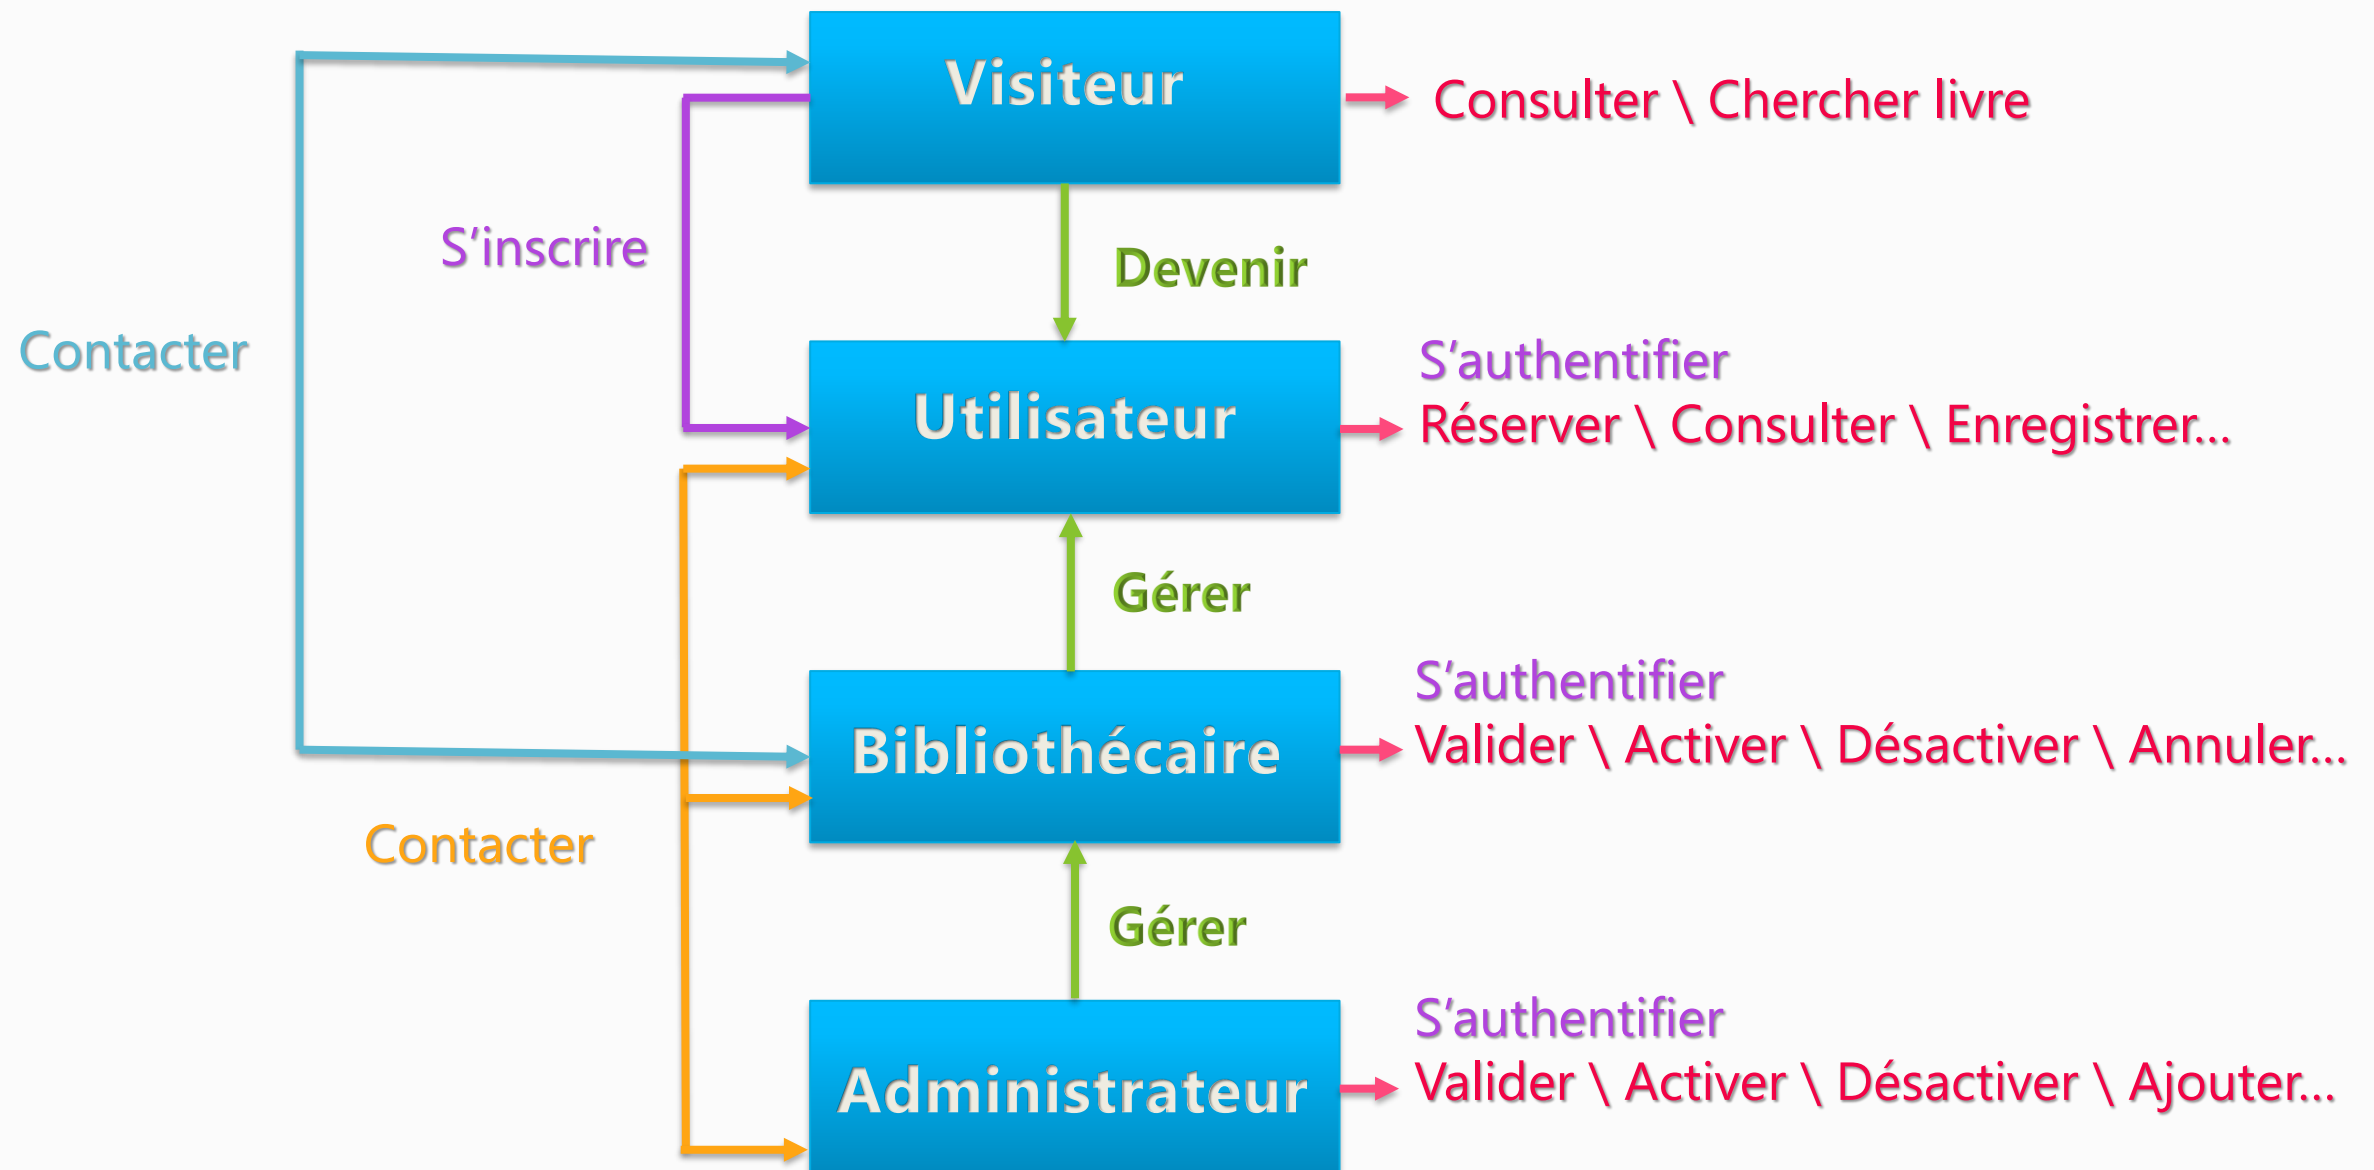 Visiteur
Consulter \ Chercher livre
S'inscrire
Devenir
Contacter
S'authentifier
Utilisateur
Réserver \ Consulter \ Enregistrer...
Gérer
S'authentifier
Bibliothécaire
Valider \ Activer \ Désactiver \ Annuler...
Contacter
Gérer
S'authentifier
Administrateur
Valider \ Activer \ Désactiver \ Ajouter...